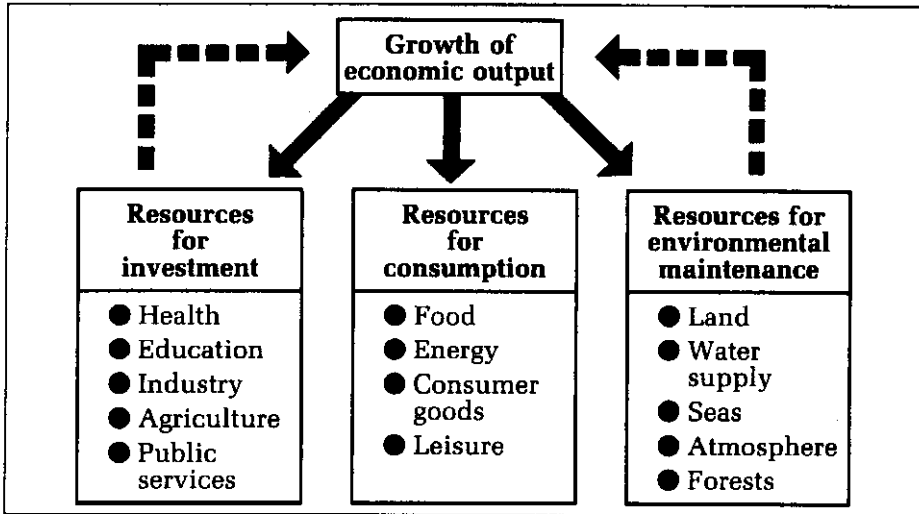 Growth of
economic output
Resources
for
investment
● Health
● Education
● Industry
● Agriculture
● Public
services
Resources
for
consumption
● Food
● Energy
● Consumer
goods
● Leisure
Resources for
environmental
maintenance
● Land
● Water
supply
● Seas
● Atmosphere
● Forests